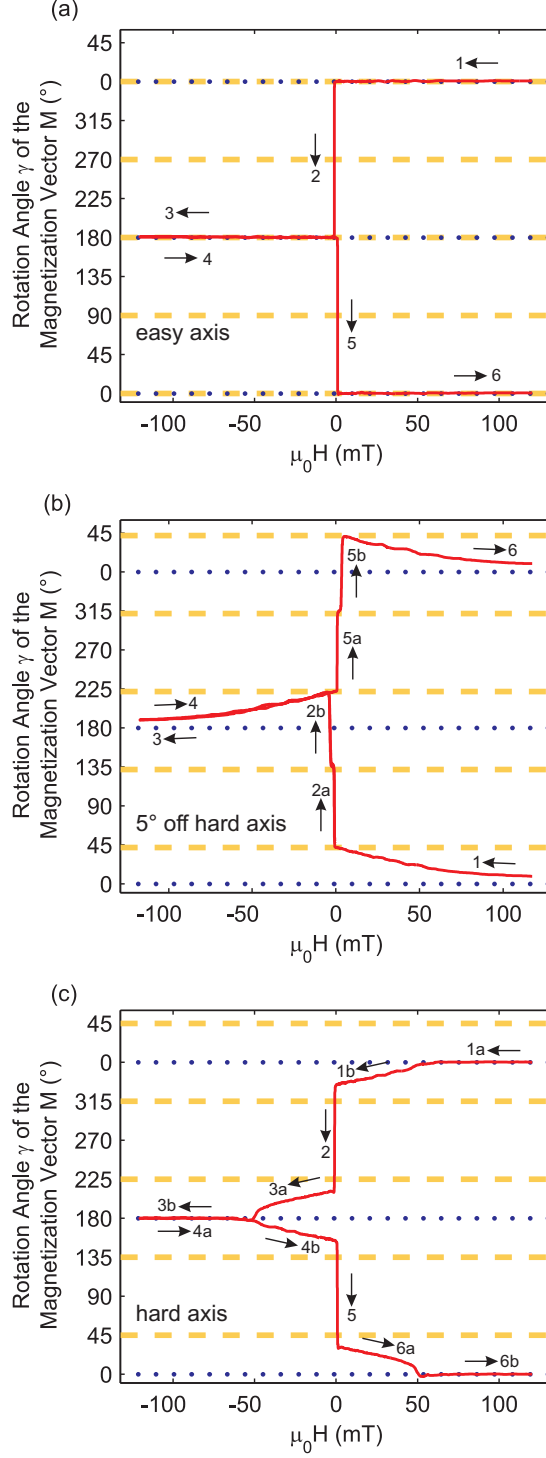 (a)
Rotation Angle γ of the
Magnetization Vector M (°)
45
0
315
270
225
180
135
90
45
0
1
2
3
4
5
6
easy axis
-100 -50 0 50 100
μ₀H (mT)
(b)
Rotation Angle γ of the
Magnetization Vector M (°)
45
0
315
270
225
180
135
90
45
0
5b
6
5a
4
2b
3
2a
1
5° off hard axis
-100 -50 0 50 100
μ₀H (mT)
(c)
Rotation Angle γ of the
Magnetization Vector M (°)
45
0
315
270
225
180
135
90
45
0
1a
1b
2
3a
3b
4a
4b
5
6a
6b
hard axis
-100 -50 0 50 100
μ₀H (mT)